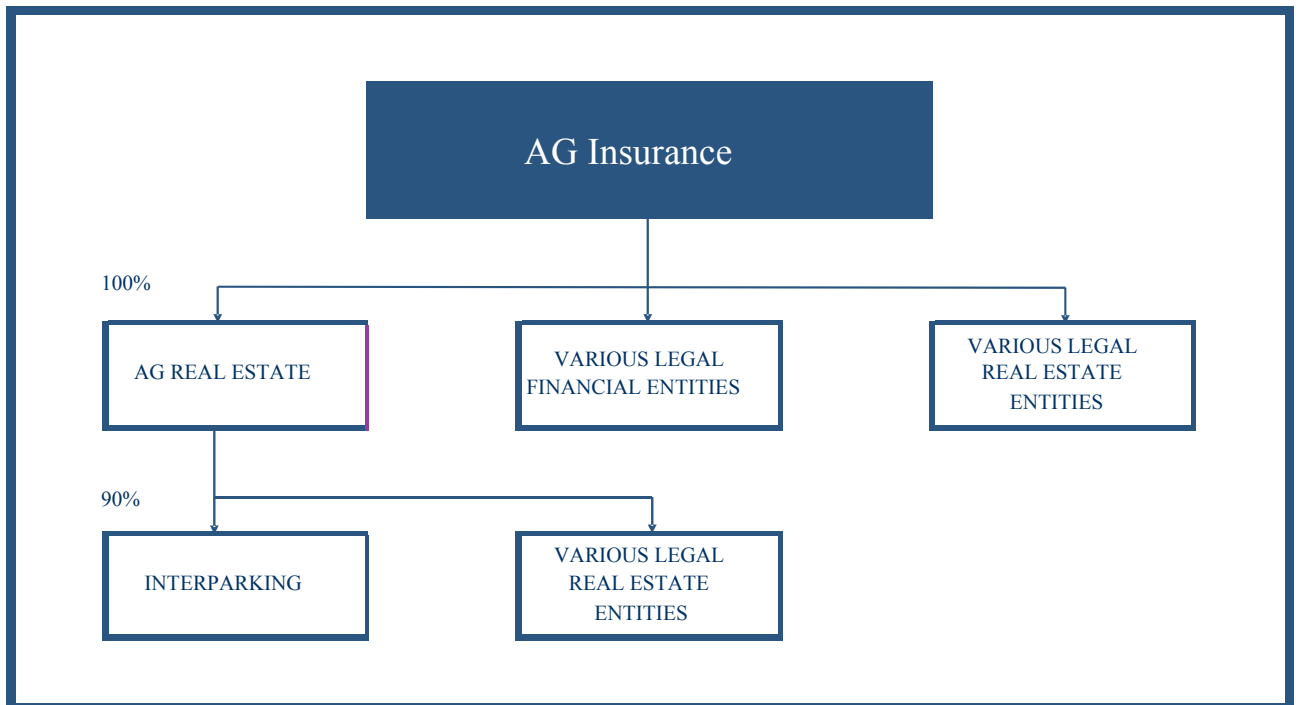 AG Insurance
100%
AG REAL ESTATE
VARIOUS LEGAL
FINANCIAL ENTITIES
VARIOUS LEGAL
REAL ESTATE
ENTITIES
90%
INTERPARKING
VARIOUS LEGAL
REAL ESTATE
ENTITIES